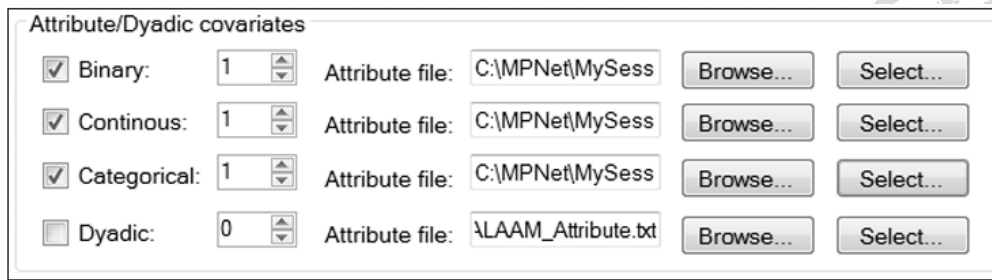 Attribute/Dyadic covariates
Binary: 1 Attribute file: C:\MPNet\MySess Browse... Select...
Continous: 1 Attribute file: C:\MPNet\MySess Browse... Select...
Categorical: 1 Attribute file: C:\MPNet\MySess Browse... Select...
Dyadic: 0 Attribute file: \LAAM_Attribute.txt Browse... Select...